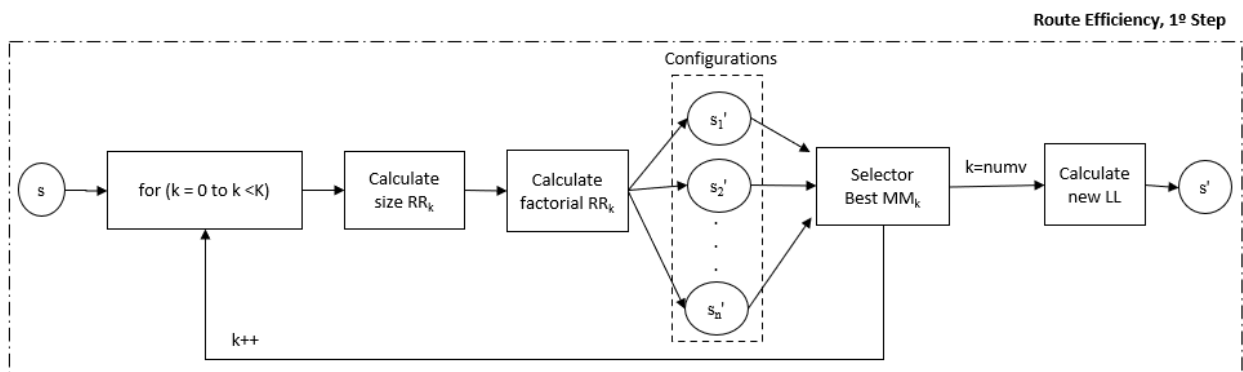 Route Efficiency, 1º Step
Configurations
s
for (k = 0 to k <K)
Calculate
size RRk
Calculate
factorial RRk
s1'
s2'
.
.
.
sn'
Selector
Best MMk
k=numv
Calculate
new LL
s'
k++